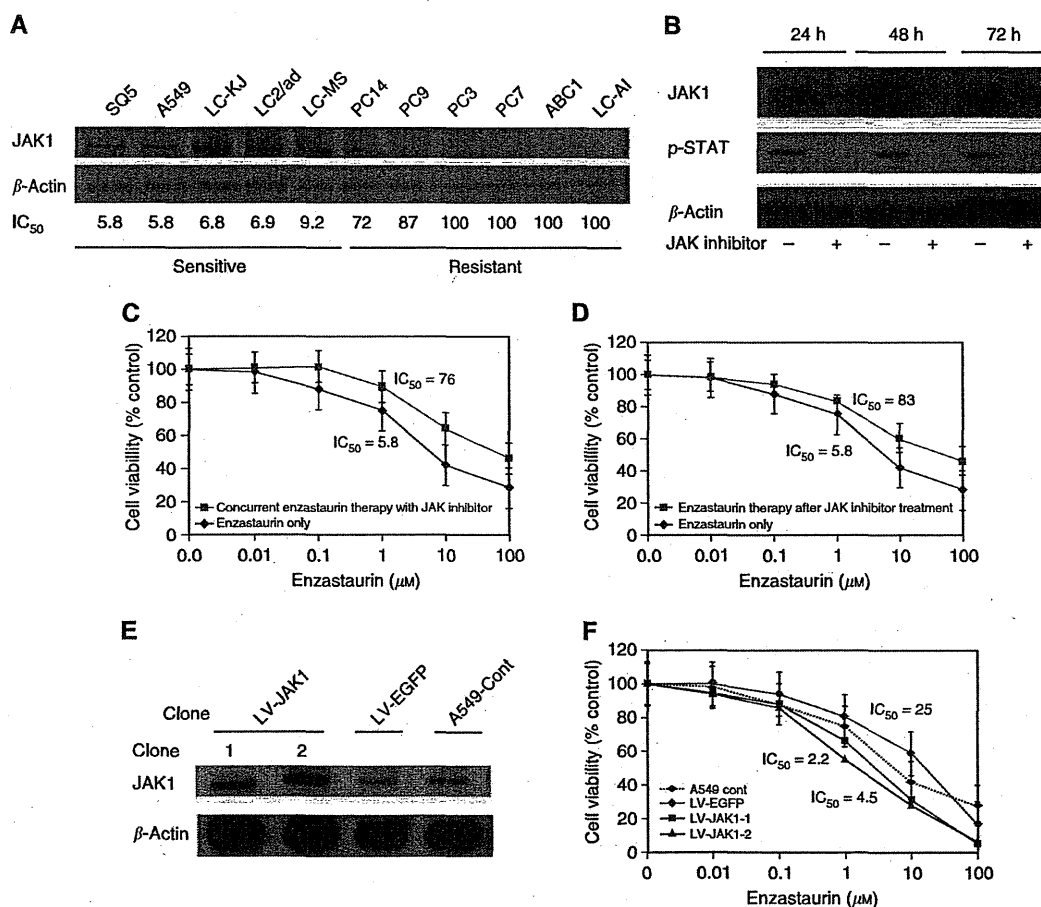 A
SQ5 A549 LC-KJ LC2/ad LC-MS PC14 PC9 PC3 PC7 ABC1 LC-AI
JAK1
β-Actin
IC50 5.8 5.8 6.8 6.9 9.2 72 87 100 100 100 100
Sensitive Resistant
B
24 h 48 h 72 h
JAK1
p-STAT
β-Actin
JAK inhibitor – + – + – +
C
Cell viabillity (% control)
120
100
80
60
40
20
0
IC50 = 76
IC50 = 5.8
Concurrent enzastaurin therapy with JAK inhibitor
Enzastaurin only
0.0 0.01 0.1 1 10 100
Enzastaurin (μM)
D
Cell viabillity (% control)
120
100
80
60
40
20
0
IC50 = 83
IC50 = 5.8
Enzastaurin therapy after JAK inhibitor treatment
Enzastaurin only
0.0 0.01 0.1 1 10 100
Enzastaurin (μM)
E
Clone LV-JAK1 LV-EGFP A549-Cont
Clone 1 2
JAK1
β-Actin
F
Cell viabillity (% control)
120
100
80
60
40
20
0
IC50 = 25
IC50 = 2.2
IC50 = 4.5
A549 cont
LV-EGFP
LV-JAK1-1
LV-JAK1-2
0 0.01 0.1 1 10 100
Enzastaurin (μM)